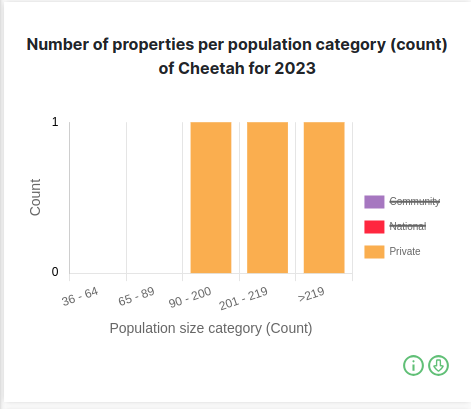 Number of properties per population category (count)
of Cheetah for 2023
1
0
Count
36 - 64
65 - 89
90 - 200
201 - 219
>219
Population size category (Count)
Community
National
Private